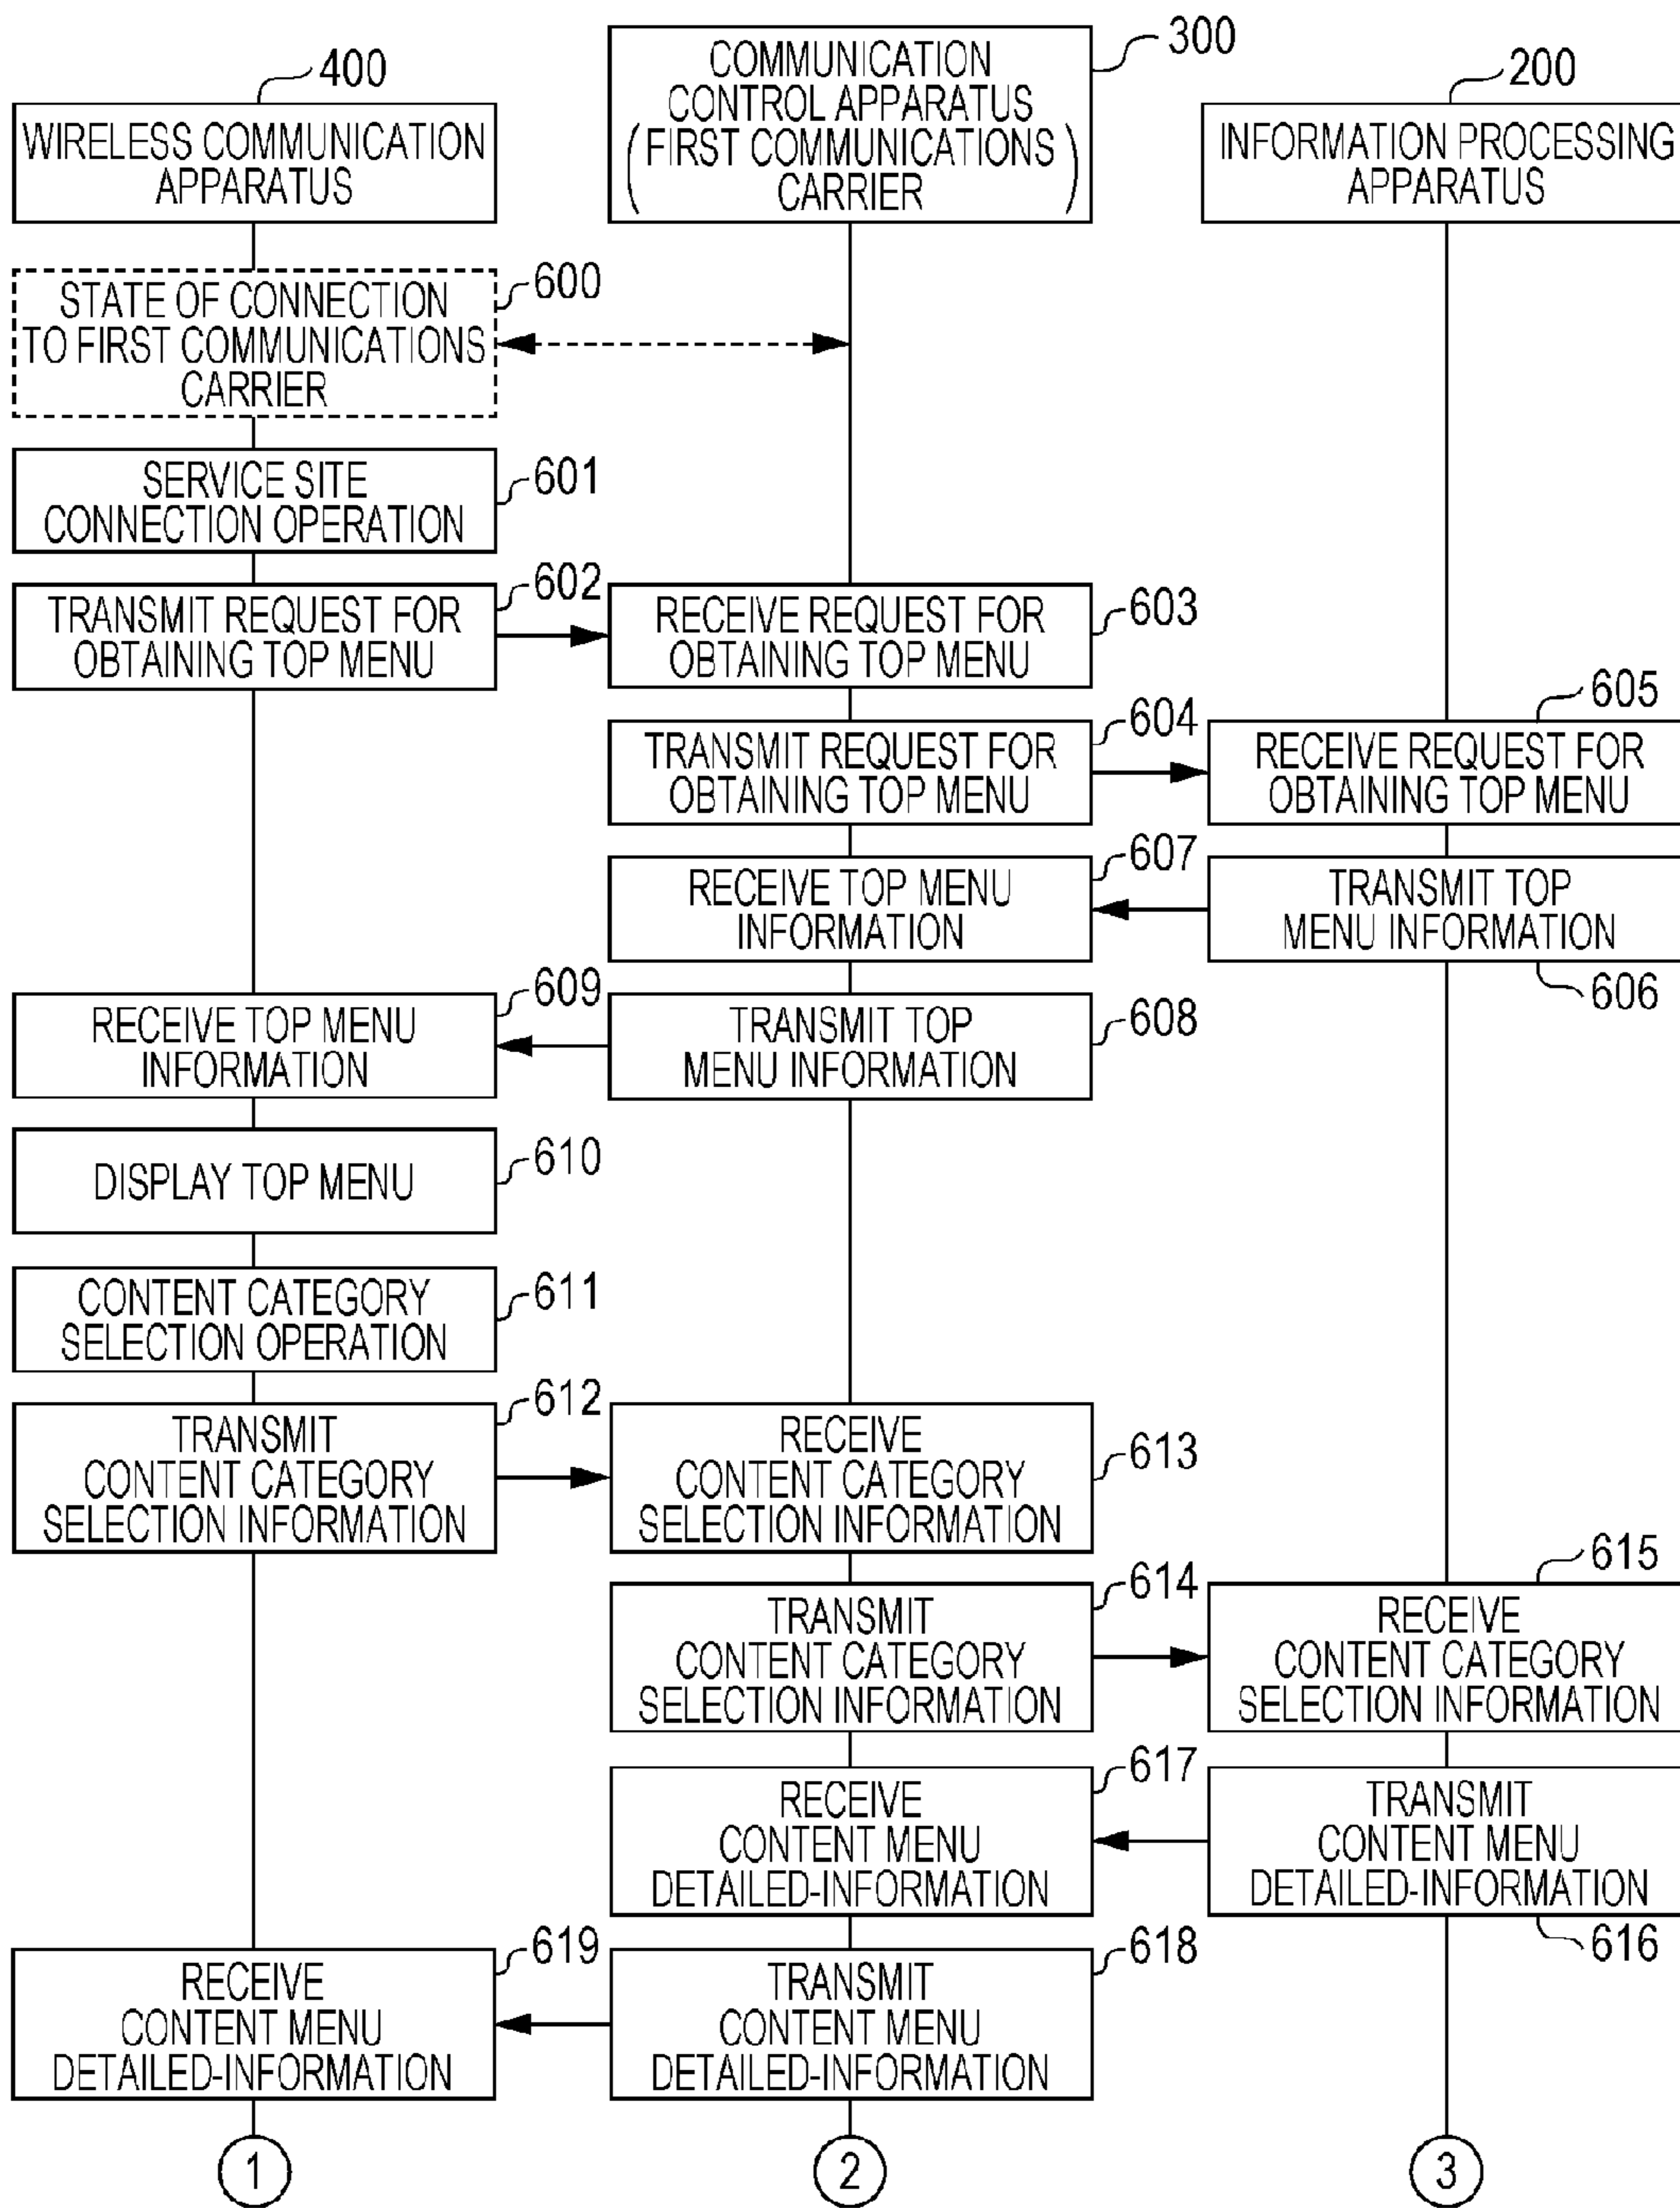 400
WIRELESS COMMUNICATION
APPARATUS
300
COMMUNICATION
CONTROL APPARATUS
(FIRST COMMUNICATIONS
CARRIER)
200
INFORMATION PROCESSING
APPARATUS
600
STATE OF CONNECTION
TO FIRST COMMUNICATIONS
CARRIER
601
SERVICE SITE
CONNECTION OPERATION
602
TRANSMIT REQUEST FOR
OBTAINING TOP MENU
603
RECEIVE REQUEST FOR
OBTAINING TOP MENU
604
TRANSMIT REQUEST FOR
OBTAINING TOP MENU
605
RECEIVE REQUEST FOR
OBTAINING TOP MENU
607
RECEIVE TOP MENU
INFORMATION
TRANSMIT TOP
MENU INFORMATION
606
609
RECEIVE TOP MENU
INFORMATION
608
TRANSMIT TOP
MENU INFORMATION
610
DISPLAY TOP MENU
611
CONTENT CATEGORY
SELECTION OPERATION
612
TRANSMIT
CONTENT CATEGORY
SELECTION INFORMATION
613
RECEIVE
CONTENT CATEGORY
SELECTION INFORMATION
614
TRANSMIT
CONTENT CATEGORY
SELECTION INFORMATION
615
RECEIVE
CONTENT CATEGORY
SELECTION INFORMATION
617
RECEIVE
CONTENT MENU
DETAILED-INFORMATION
TRANSMIT
CONTENT MENU
DETAILED-INFORMATION
616
619
RECEIVE
CONTENT MENU
DETAILED-INFORMATION
618
TRANSMIT
CONTENT MENU
DETAILED-INFORMATION
1
2
3